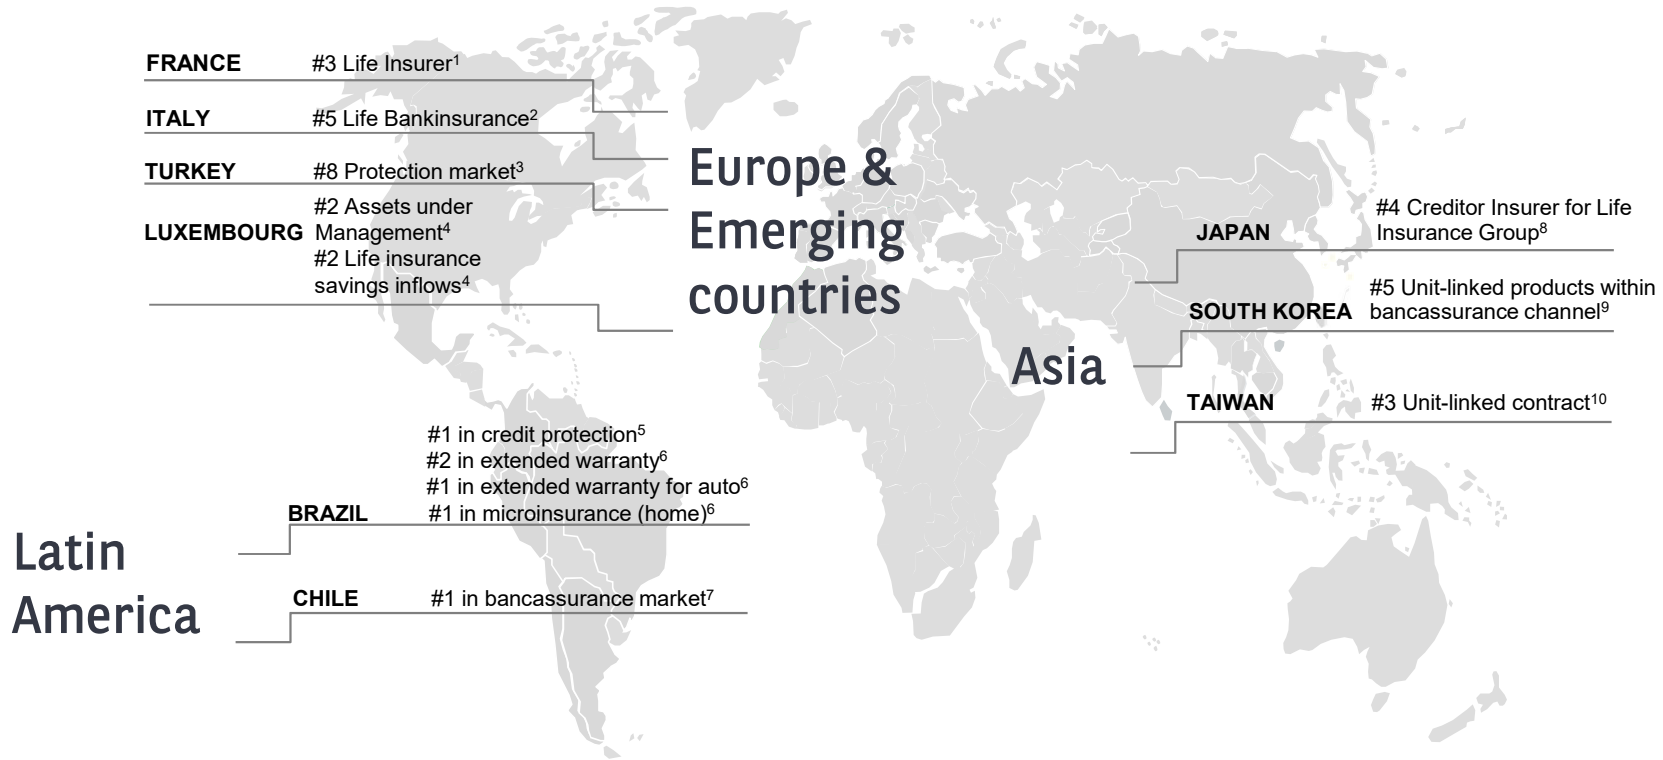 FRANCE #3 Life Insurer¹
ITALY #5 Life Bankinsurance²
TURKEY #8 Protection market³
#2 Assets under
LUXEMBOURG Management⁴
#2 Life insurance
savings inflows⁴
Europe &
Emerging
countries
#4 Creditor Insurer for Life
JAPAN Insurance Group⁸
#5 Unit-linked products within
SOUTH KOREA bancassurance channel⁹
Asia
TAIWAN #3 Unit-linked contract¹⁰
#1 in credit protection⁵
#2 in extended warranty⁶
#1 in extended warranty for auto⁶
BRAZIL #1 in microinsurance (home)⁶
Latin
America
CHILE #1 in bancassurance market⁷